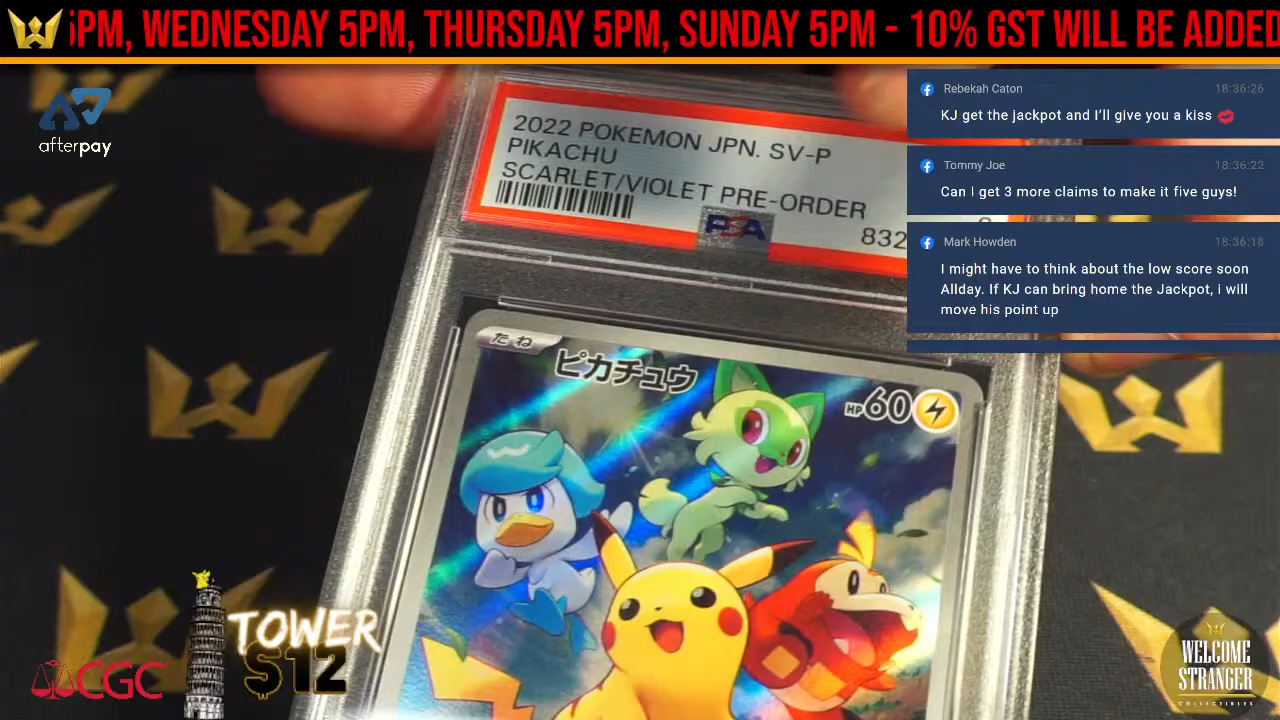 5PM, WEDNESDAY 5PM, THURSDAY 5PM, SUNDAY 5PM - 10% GST WILL BE ADDED
afterpay
Rebekah Caton 18:36:26
KJ get the jackpot and I'll give you a kiss 💋
Tommy Joe 18:36:22
Can I get 3 more claims to make it five guys!
Mark Howden 18:36:18
I might have to think about the low score soon
Allday. If KJ can bring home the Jackpot, i will
move his point up
2022 POKEMON JPN. SV-P
PIKACHU
SCARLET/VIOLET PRE-ORDER
PSA
832
たね
ピカチュウ
HP60
CGC
TOWER
$12
WELCOME
STRANGER
COLLECTIBLES